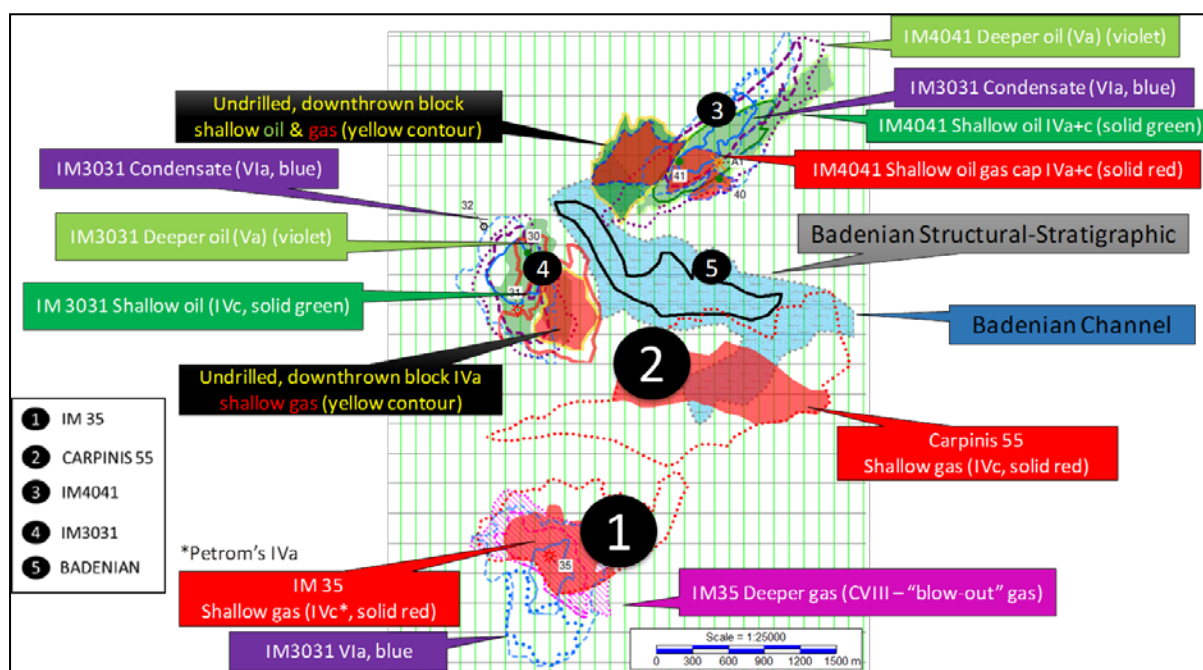 IM4041 Deeper oil (Va) (violet)
Undrilled, downthrown block
shallow oil & gas (yellow contour)
IM3031 Condensate (VIa, blue)
IM4041 Shallow oil IVa+c (solid green)
IM3031 Condensate (VIa, blue)
IM4041 Shallow oil gas cap IVa+c (solid red)
3
A1
41
40
32
IM3031 Deeper oil (Va) (violet)
30
Badenian Structural-Stratigraphic
4
5
31
IM 3031 Shallow oil (IVc, solid green)
Badenian Channel
Undrilled, downthrown block IVa
shallow gas (yellow contour)
2
1 IM 35
2 CARPINIS 55
3 IM4041
4 IM3031
5 BADENIAN
Carpinis 55
Shallow gas (IVc, solid red)
1
*Petrom's IVa
35
IM 35
Shallow gas (IVc*, solid red)
IM35 Deeper gas (CVIII – "blow-out" gas)
IM3031 VIa, blue
Scale = 1:25000
0 300 600 900 1200 1500 m